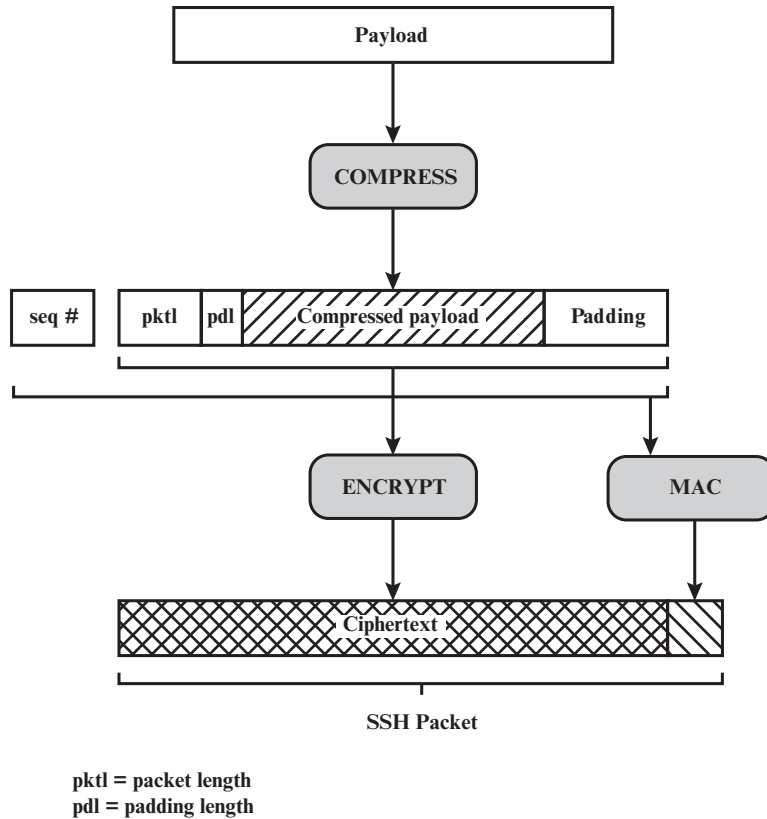 Payload
COMPRESS
seq # pktl pdl Compressed payload Padding
ENCRYPT MAC
Ciphertext
SSH Packet
pktl = packet length
pdl = padding length